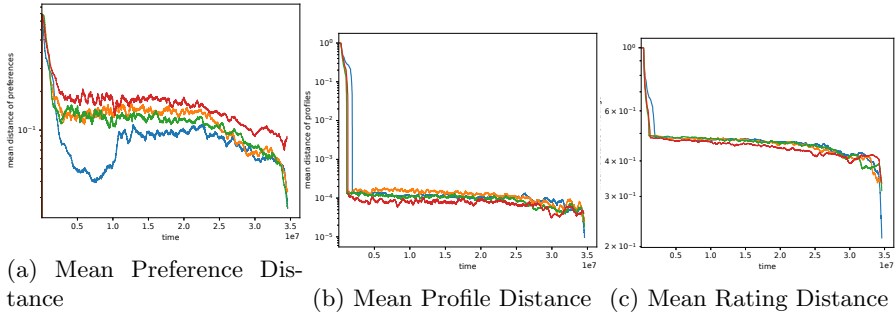 mean distance of preferences
10⁻¹
0.5 1.0 1.5 2.0 2.5 3.0 3.5
time
1e7
(a) Mean Preference Dis-
tance
mean distance of profiles
10⁰
10⁻¹
10⁻²
10⁻³
10⁻⁴
10⁻⁵
0.5 1.0 1.5 2.0 2.5 3.0 3.5
time
1e7
(b) Mean Profile Distance
10⁰
6 × 10⁻¹
4 × 10⁻¹
3 × 10⁻¹
2 × 10⁻¹
0.5 1.0 1.5 2.0 2.5 3.0 3.5
time
1e7
(c) Mean Rating Distance